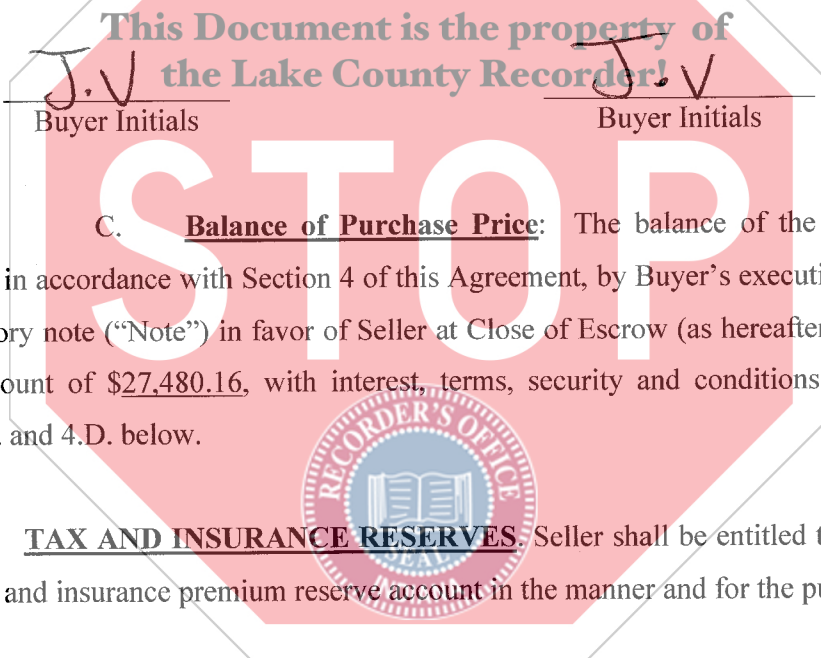 This Document is the property of
the Lake County Recorder!
J.V J.V
Buyer Initials Buyer Initials
STOP
C. Balance of Purchase Price: The balance of the
in accordance with Section 4 of this Agreement, by Buyer’s executi
ory note (“Note”) in favor of Seller at Close of Escrow (as hereafter
ount of $27,480.16, with interest, terms, security and conditions
. and 4.D. below.
RECORDER'S OFFICE
TAX AND INSURANCE RESERVES. Seller shall be entitled t
SEAL
and insurance premium reserve account in the manner and for the pu
INDIANA